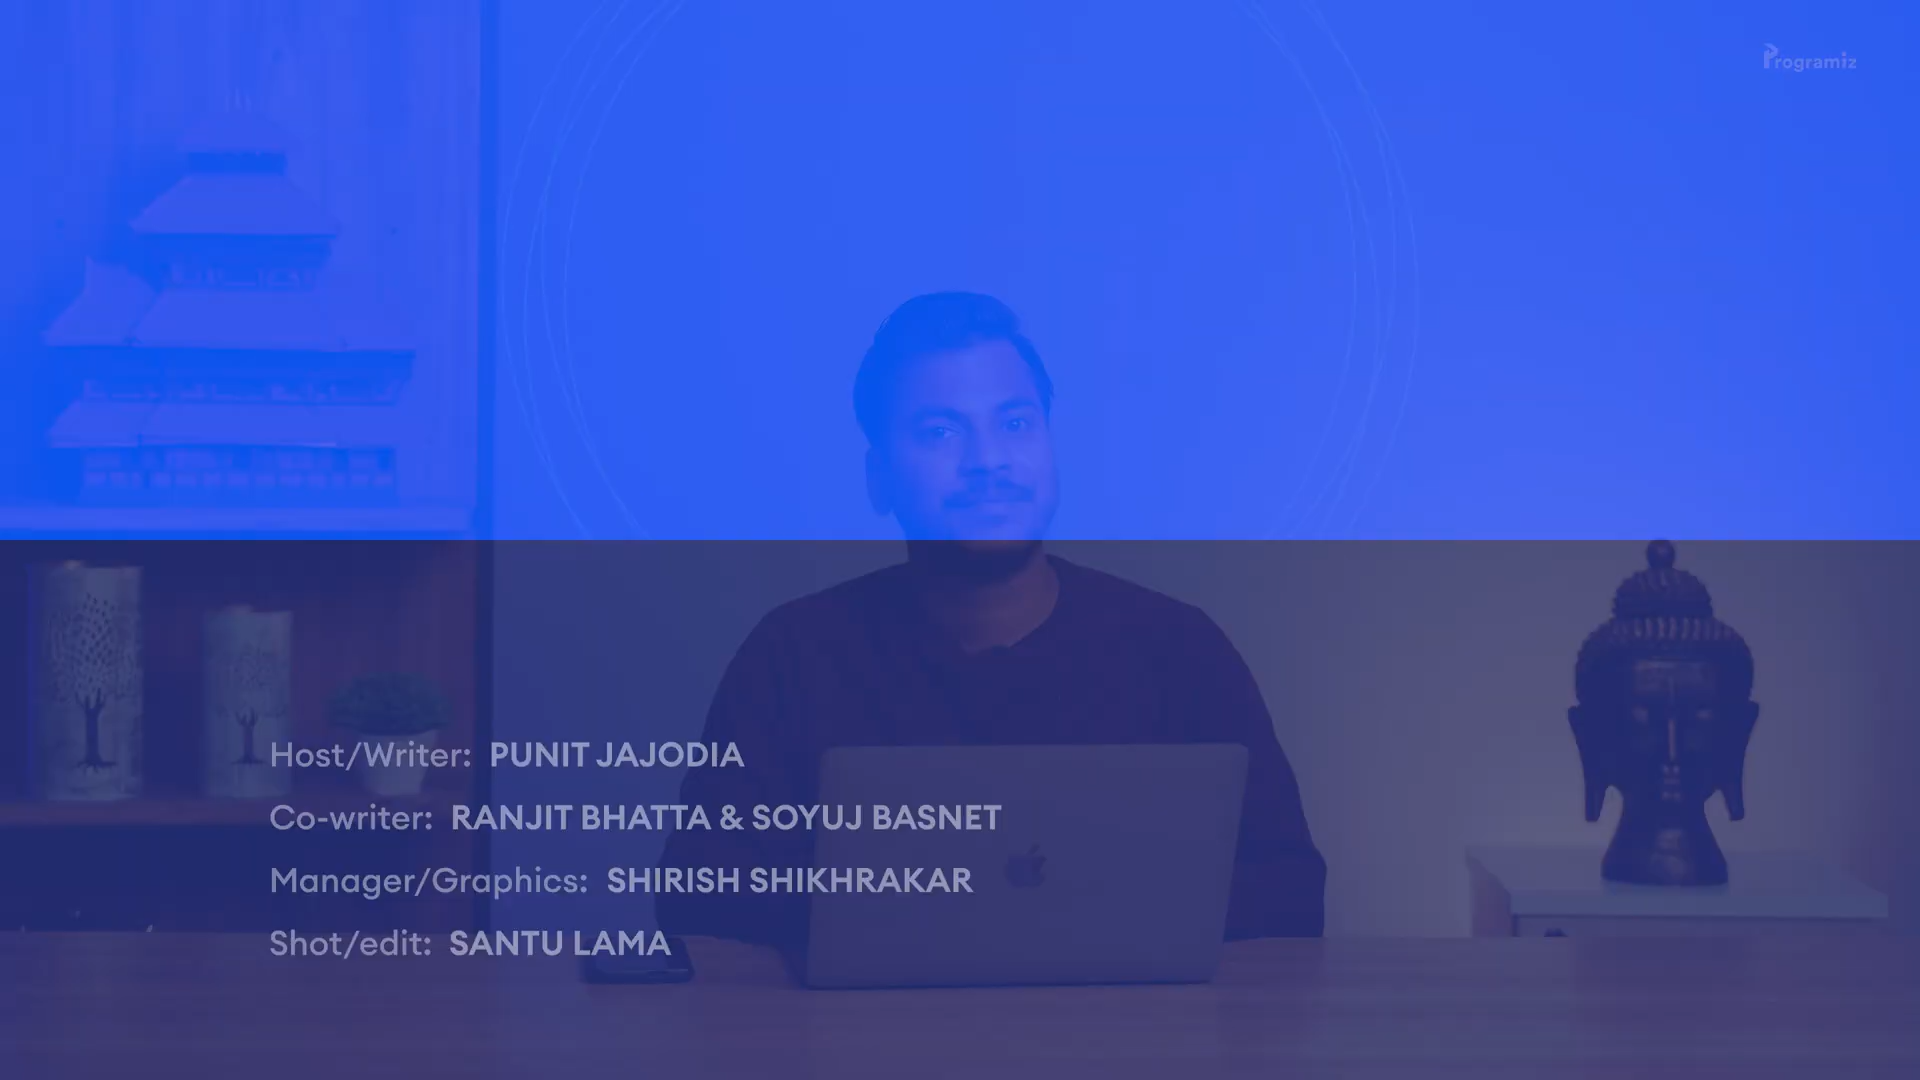 Programiz
Host/Writer: PUNIT JAJODIA
Co-writer: RANJIT BHATTA & SOYUJ BASNET
Manager/Graphics: SHIRISH SHIKHRAKAR
Shot/edit: SANTU LAMA